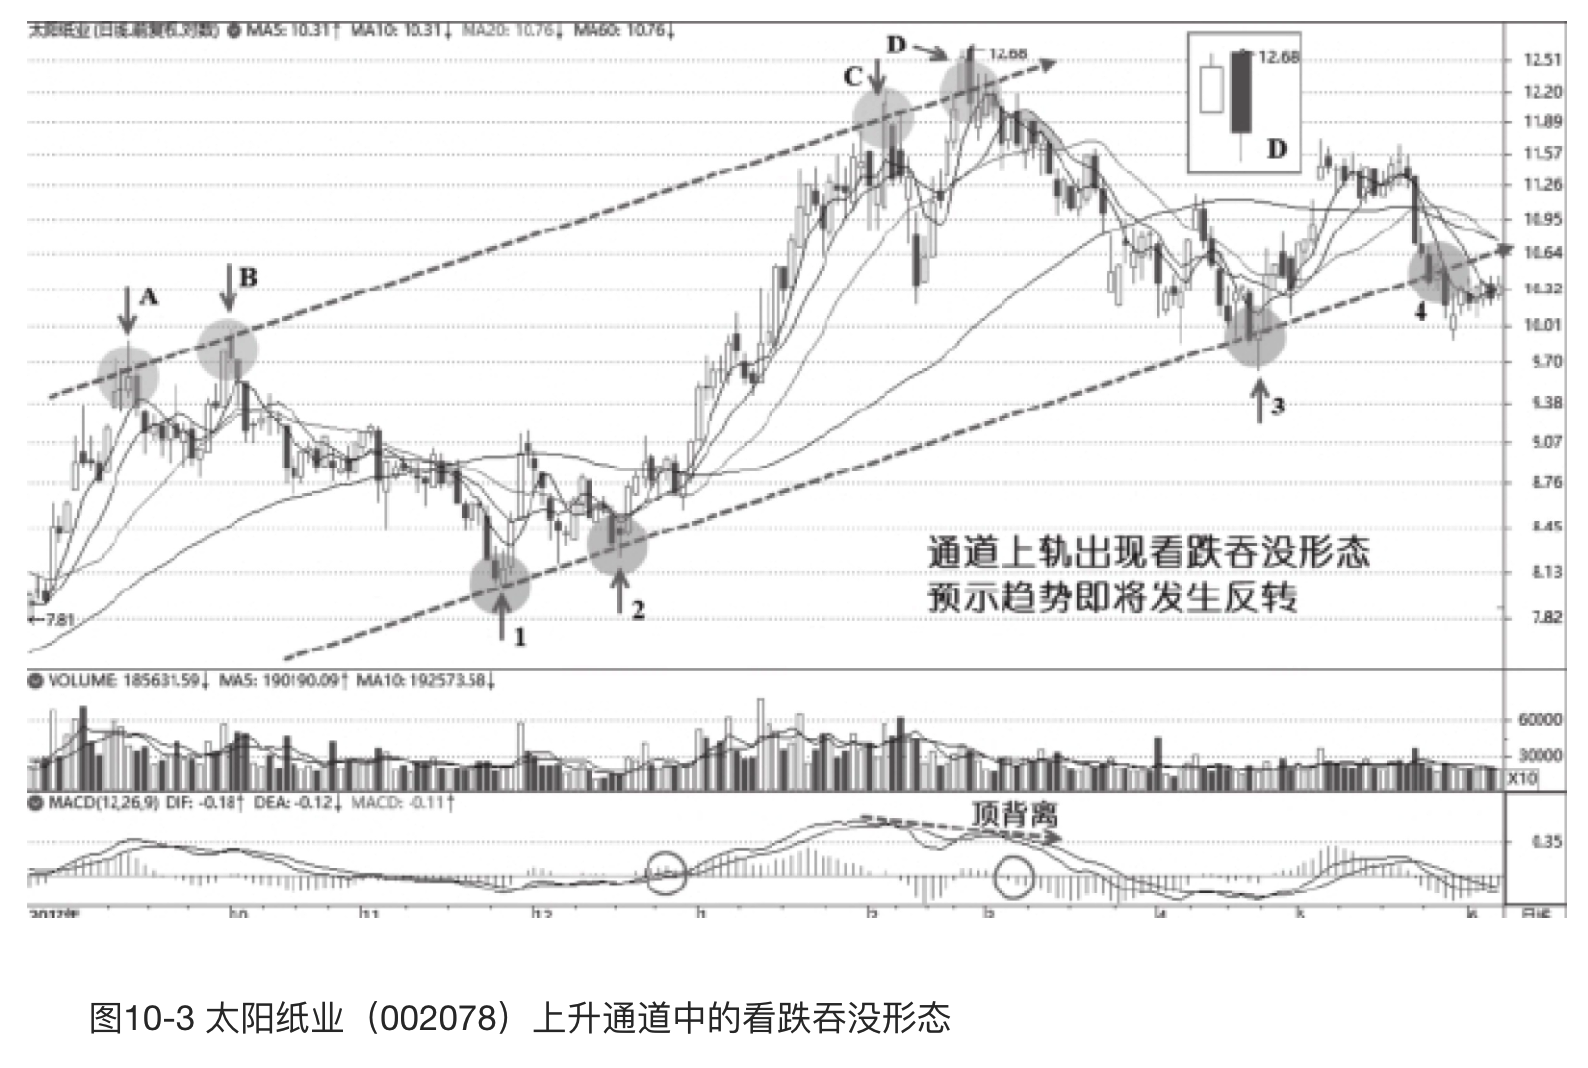 太阳纸业 (日线.前复权.对数) MA5: 10.31↑ MA10: 10.31↓ MA20: 10.76↓ MA60: 10.76↓
D
12.68
C
12.68
D
B
A
12.51
12.20
11.89
11.57
11.26
10.95
10.64
10.32
10.01
9.70
9.38
9.07
8.76
8.45
8.13
7.82
4
3
通道上轨出现看跌吞没形态
预示趋势即将发生反转
←7.81
2
1
VOLUME: 185631.59↓ MA5: 190190.09↑ MA10: 192573.58↓
60000
30000
X10
MACD(12,26,9) DIF: -0.18↑ DEA: -0.12↓ MACD: -0.11↑
顶背离
0.35
2017年 10 11 12 1 2 3 4 5 6 日线
图10-3 太阳纸业（002078）上升通道中的看跌吞没形态